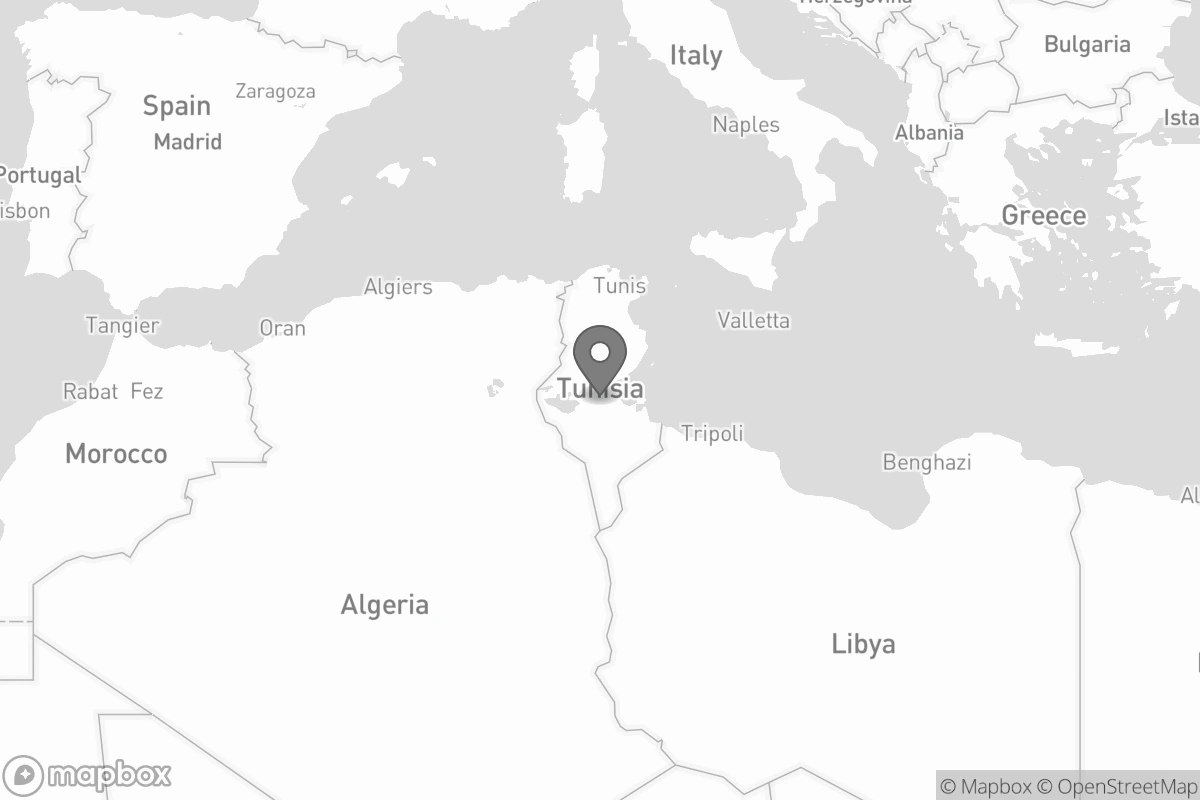 Herzegovina
Italy
Bulgaria
Zaragoza
Spain
Madrid
Naples
Ista
Albania
Portugal
isbon
Greece
Algiers
Tunis
Tangier
Oran
Valletta
Rabat Fez
Tunisia
Tripoli
Morocco
Benghazi
Al
Algeria
Libya
mapbox
© Mapbox © OpenStreetMap